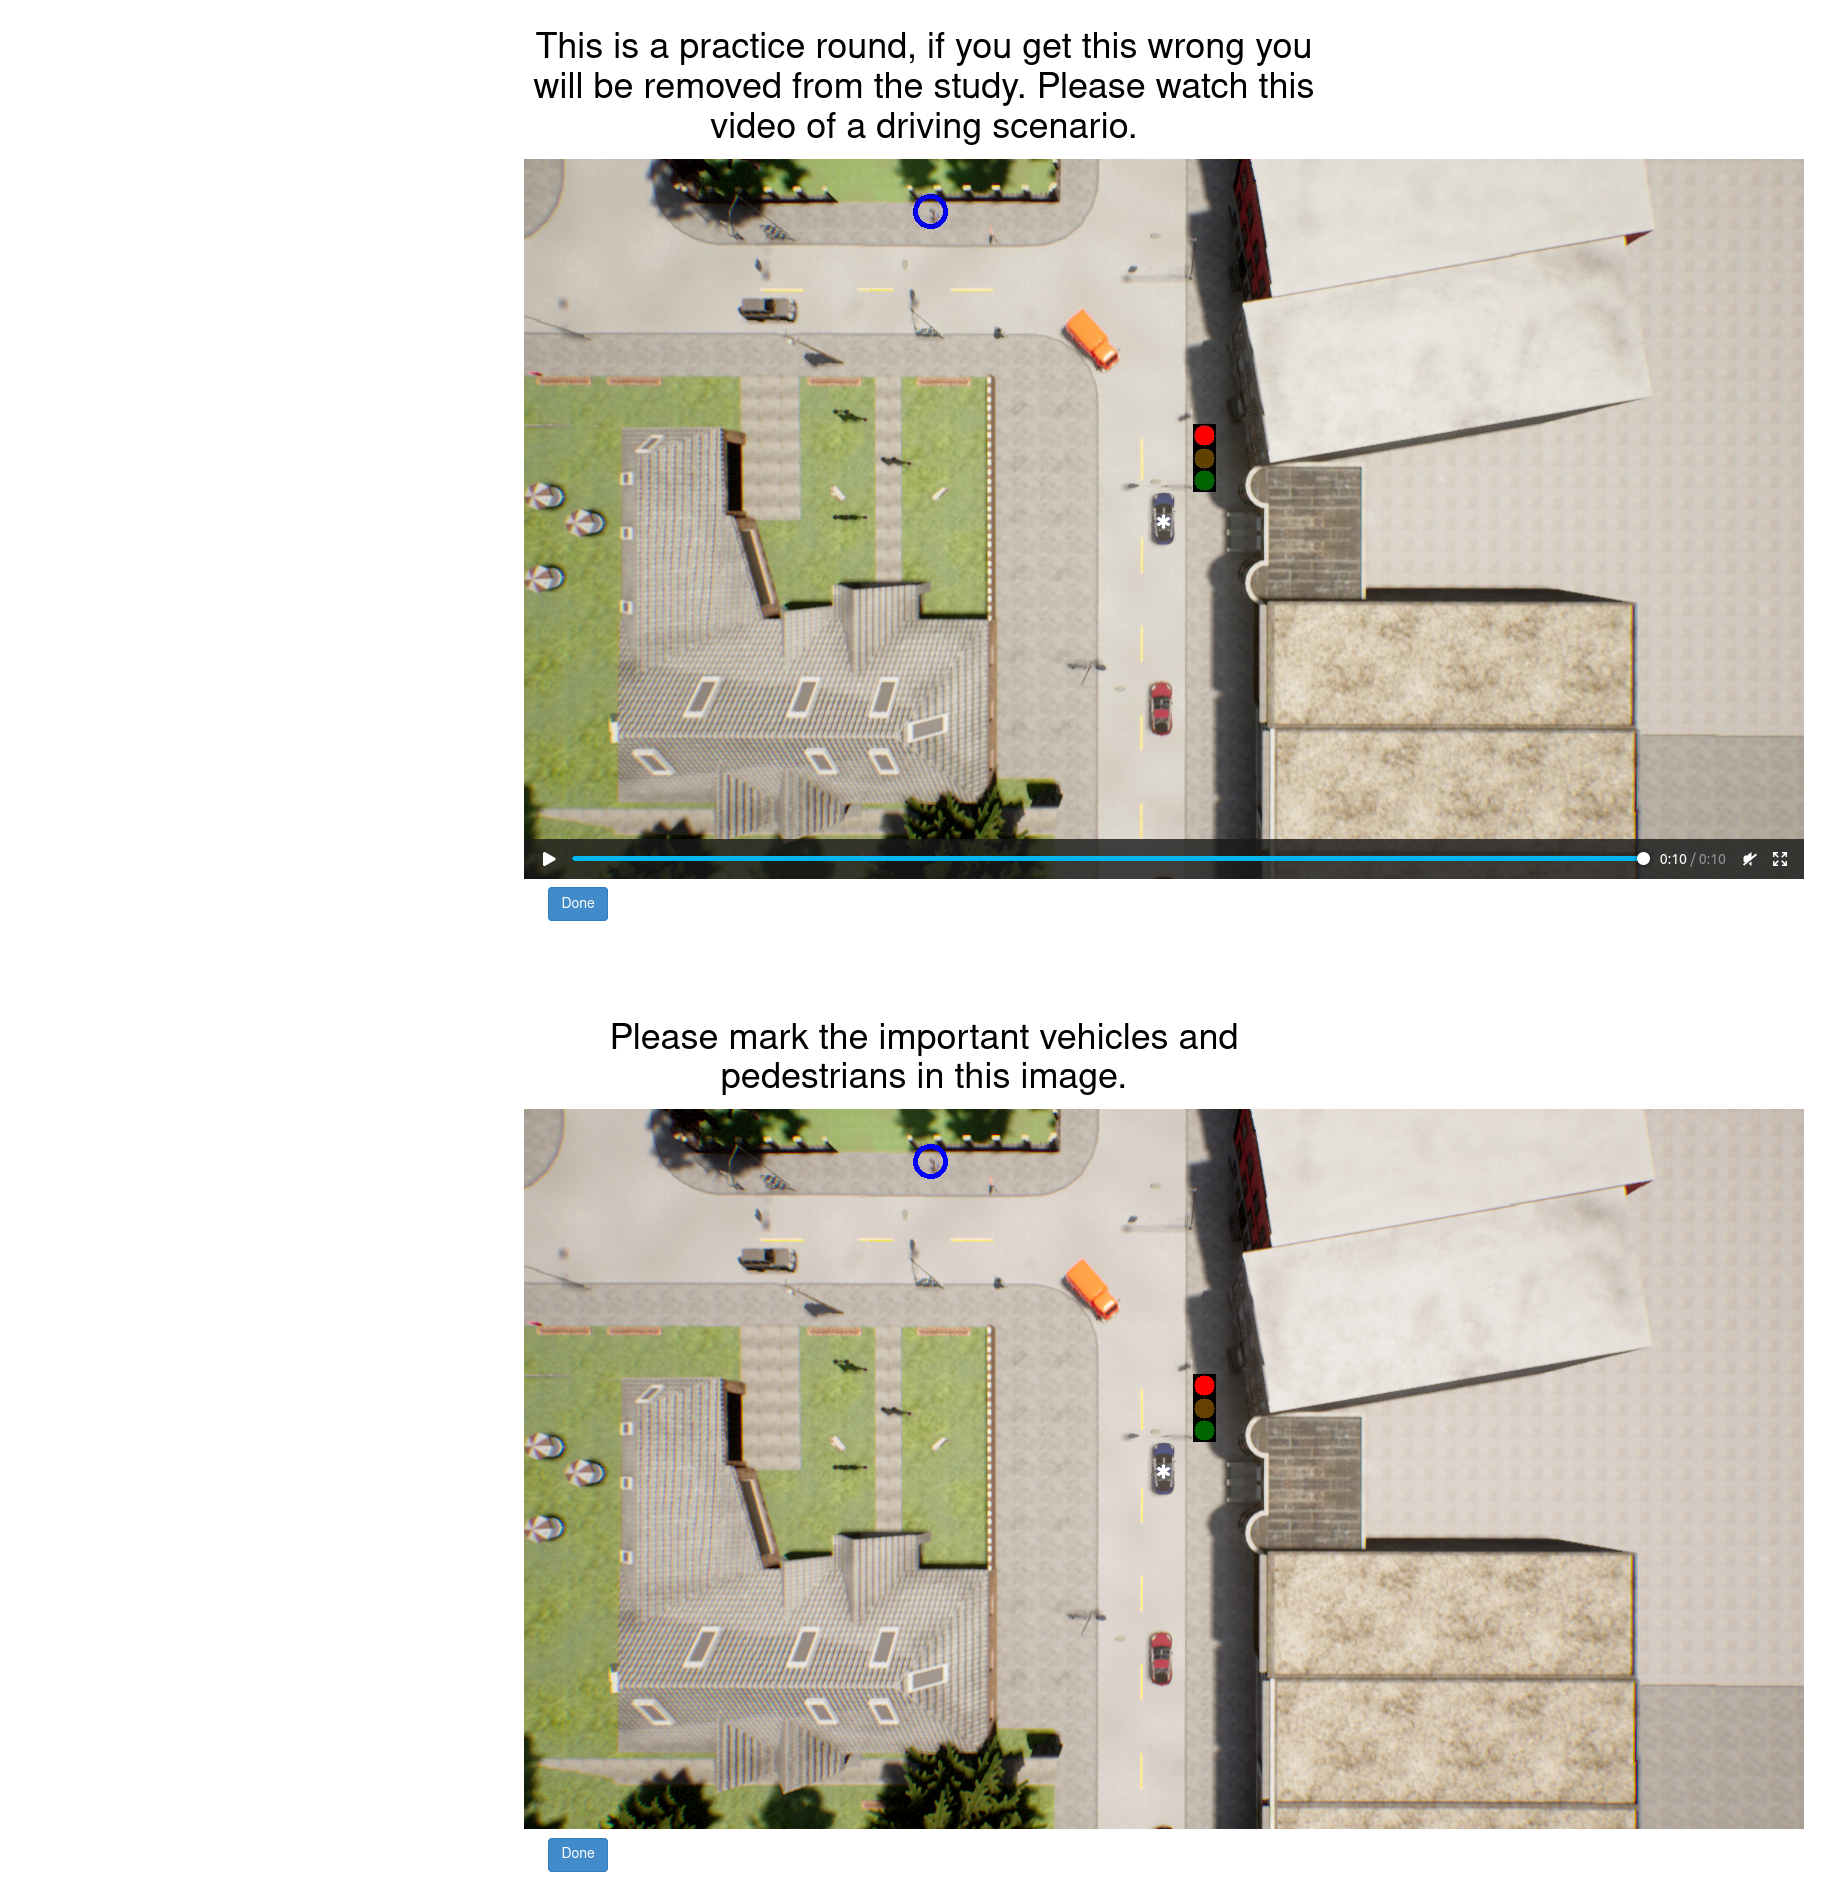 This is a practice round, if you get this wrong you
will be removed from the study. Please watch this
video of a driving scenario.
0:10 / 0:10
Done
Please mark the important vehicles and
pedestrians in this image.
Done